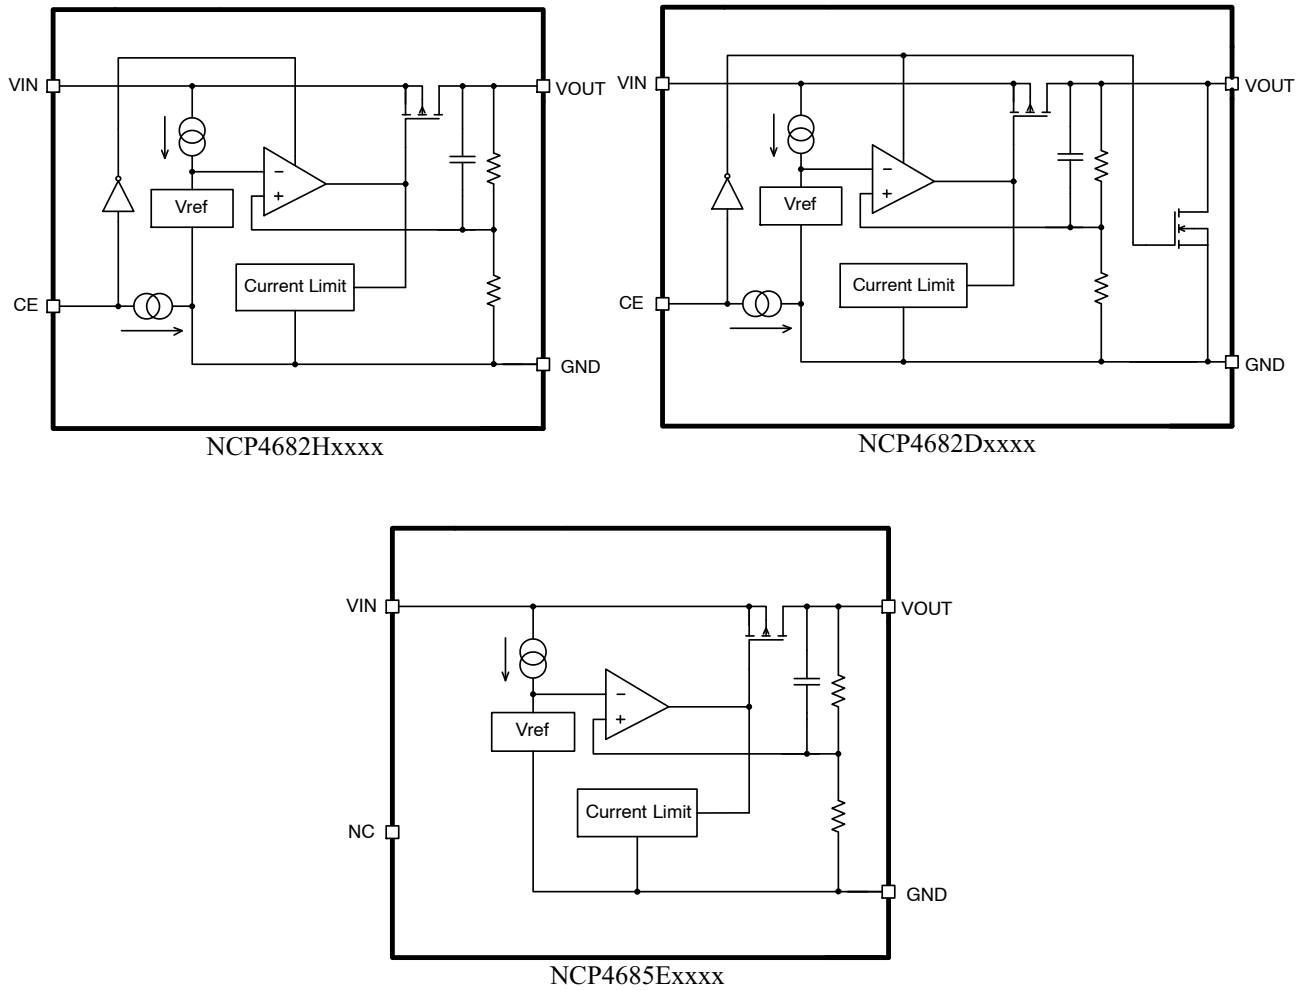 VIN
VOUT
−
Vref
+
Current Limit
CE
GND
NCP4682Hxxxx
VIN
VOUT
−
Vref
+
Current Limit
CE
GND
NCP4682Dxxxx
VIN
VOUT
−
Vref
+
Current Limit
NC
GND
NCP4685Exxxx